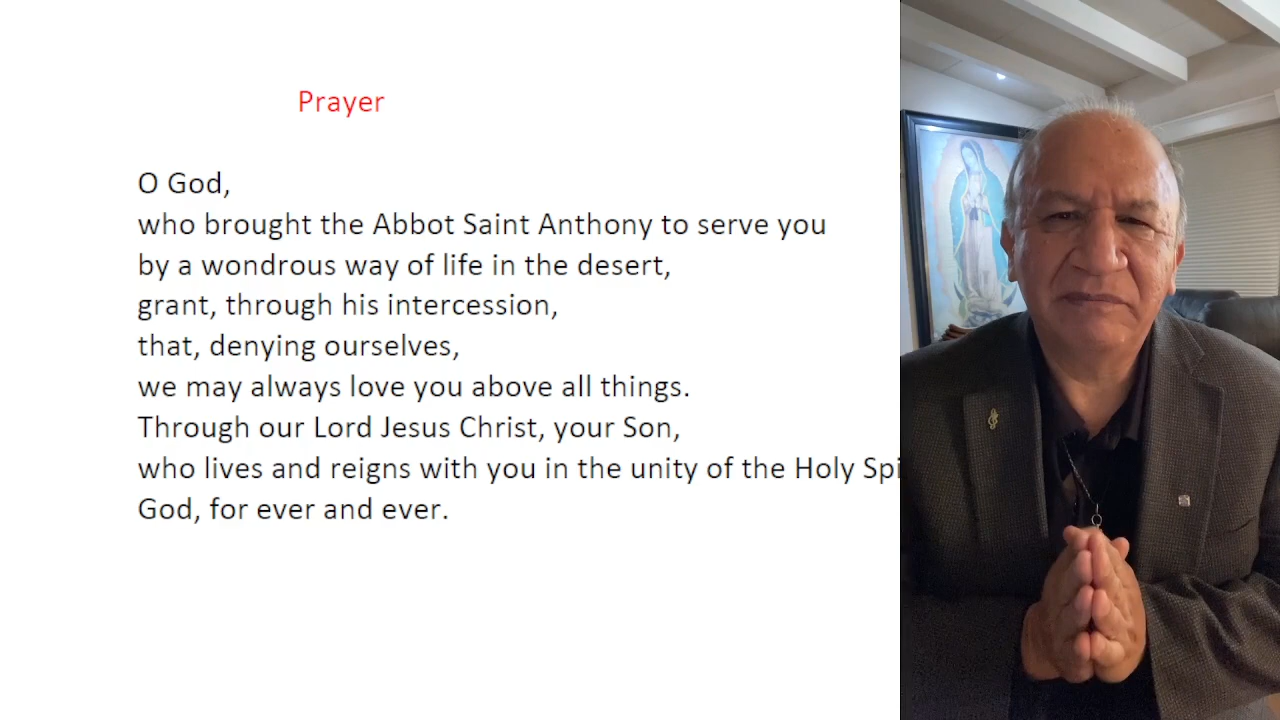 Prayer
O God,
who brought the Abbot Saint Anthony to serve you
by a wondrous way of life in the desert,
grant, through his intercession,
that, denying ourselves,
we may always love you above all things.
Through our Lord Jesus Christ, your Son,
who lives and reigns with you in the unity of the Holy Spi
God, for ever and ever.